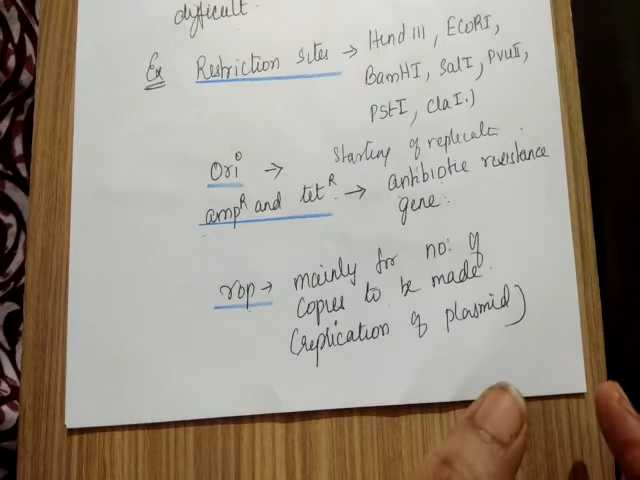 difficult.
Ex Restriction sites → Hind III, ECORI,
BamHI, SalI, PvuII,
PstI, ClaI.)
Ori → Starting of replicatn.
ampR and tetR → antibiotic resistance
gene.
rop → mainly for no: of
copies to be made.
(replication of plasmid)